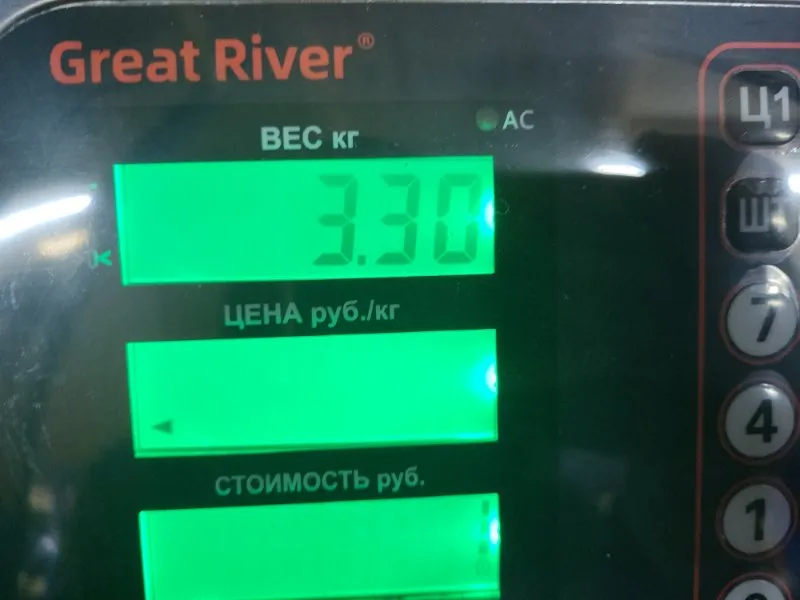 Great River®
AC
ВЕС кг
3.30
ЦЕНА руб./кг
СТОИМОСТЬ руб.
Ц1
7
4
1